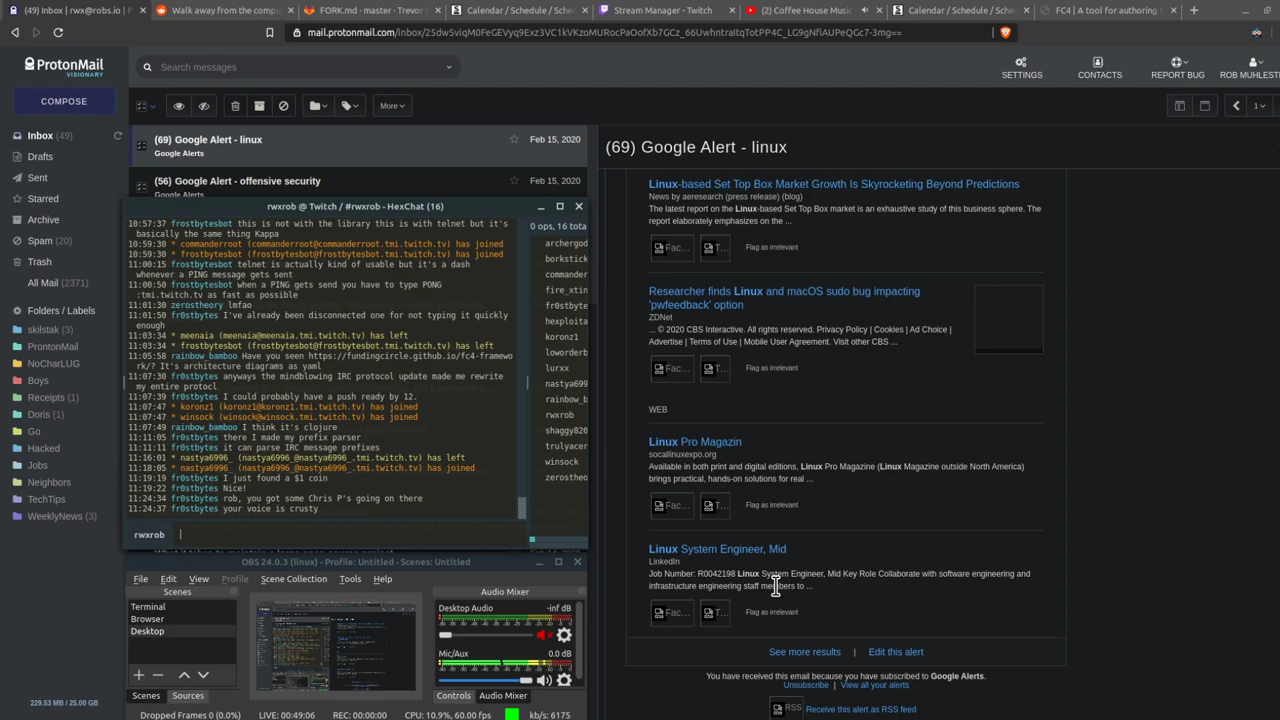 (49) Inbox | rwx@robs.io |
Walk away from the compu
FORK.md - master - Trevor S
Calendar / Schedule / Sche
Stream Manager - Twitch
(2) Coffee House Music
Calendar / Schedule / Sche
FC4 | A tool for authoring C
mail.protonmail.com/inbox/
ProtonMail
VISIONARY
Search messages
SETTINGS
CONTACTS
REPORT BUG
ROB MUHLEST
COMPOSE
More
1
Inbox (49)
Drafts
Sent
Starred
Archive
Spam (20)
Trash
All Mail (2371)
Folders / Labels
skilstak (3)
ProntonMail
NoCharLUG
Boys
Receipts (1)
Doris (1)
Go
Hacked
Jobs
Neighbors
TechTips
WeeklyNews (3)
229.53 MB / 25.00 GB
(69) Google Alert - linux
Feb 15, 2020
Google Alerts
(56) Google Alert - offensive security
Feb 15, 2020
rwxrob @ Twitch / #rwxrob - HexChat (16)
10:57:37 frostbytesbot this is not with the library this is with telnet but it's
basically the same thing Kappa
10:59:30 * commanderroot (commanderroot@commanderroot.tmi.twitch.tv) has joined
10:59:30 * frostbytesbot (frostbytesbot@frostbytesbot.tmi.twitch.tv) has joined
11:00:15 frostbytesbot telnet is actually kind of usable but it's a dash
whenever a PING message gets sent
11:00:50 frostbytesbot when a PING gets send you have to type PONG
:tmi.twitch.tv as fast as possible
11:01:30 zerostheory lmfao
11:01:50 fr0stbytes I've already been disconnected one for not typing it quickly
enough
11:03:34 * meenaia (meenaia@meenaia.tmi.twitch.tv) has left
11:03:34 * frostbytesbot (frostbytesbot@frostbytesbot.tmi.twitch.tv) has left
11:05:58 rainbow_bamboo Have you seen https://fundingcircle.github.io/fc4-framewo
rk/? It's architecture diagrams as yaml
11:07:30 fr0stbytes anyways the mindblowing IRC protocol update made me rewrite
my entire protocl
11:07:39 fr0stbytes I could probably have a push ready by 12.
11:07:47 * koronz1 (koronz1@koronz1.tmi.twitch.tv) has joined
11:07:47 * winsock (winsock@winsock.tmi.twitch.tv) has joined
11:07:49 rainbow_bamboo I think it's clojure
11:11:05 fr0stbytes there I made my prefix parser
11:11:11 fr0stbytes it can parse IRC message prefixes
11:16:01 * nastya6996_ (nastya6996_@nastya6996_.tmi.twitch.tv) has left
11:18:05 * nastya6996_ (nastya6996_@nastya6996_.tmi.twitch.tv) has joined
11:19:19 fr0stbytes I just found a $1 coin
11:19:22 fr0stbytes Nice!
11:24:34 fr0stbytes rob, you got some Chris P's going on there
11:24:37 fr0stbytes your voice is crusty
rwxrob
0 ops, 16 tota
archergod
borkstick
commander
fire_xtin
fr0stbyte
hexploita
koronz1
loworderb
lurxx
nastya699
rainbow_b
rwxrob
shaggy820
trulyacer
winsock
zerostheo
OBS 24.0.3 (linux) - Profile: Untitled - Scenes: Untitled
File
Edit
View
Profile
Scene Collection
Tools
Help
Scenes
Terminal
Browser
Desktop
Scenes
Sources
Audio Mixer
Desktop Audio
-inf dB
Mic/Aux
0.0 dB
Controls
Audio Mixer
Dropped Frames 0 (0.0%)
LIVE: 00:49:06
REC: 00:00:00
CPU: 10.9%, 60.00 fps
kb/s: 6175
(69) Google Alert - linux
Linux-based Set Top Box Market Growth Is Skyrocketing Beyond Predictions
News by aeresearch (press release) (blog)
The latest report on the Linux-based Set Top Box market is an exhaustive study of this business sphere. The
report elaborately emphasizes on the ...
Fac...
T...
Flag as irrelevant
Researcher finds Linux and macOS sudo bug impacting
'pwfeedback' option
ZDNet
... © 2020 CBS Interactive. All rights reserved. Privacy Policy | Cookies | Ad Choice |
Advertise | Terms of Use | Mobile User Agreement. Visit other CBS ...
Fac...
T...
Flag as irrelevant
WEB
Linux Pro Magazin
socallinuxexpo.org
Available in both print and digital editions, Linux Pro Magazine (Linux Magazine outside North America)
brings practical, hands-on solutions for real ...
Fac...
T...
Flag as irrelevant
Linux System Engineer, Mid
LinkedIn
Job Number: R0042198 Linux System Engineer, Mid Key Role Collaborate with software engineering and
infrastructure engineering staff members to ...
Fac...
T...
Flag as irrelevant
See more results | Edit this alert
You have received this email because you have subscribed to Google Alerts.
Unsubscribe | View all your alerts
RSS
Receive this alert as RSS feed